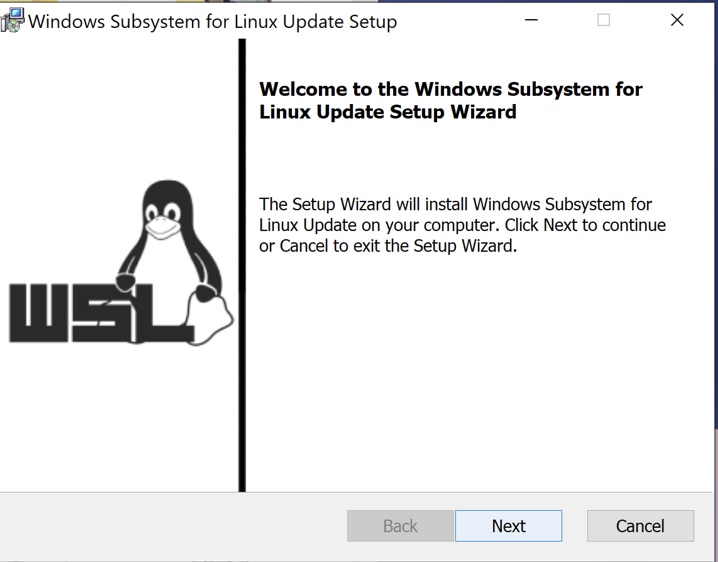 Windows Subsystem for Linux Update Setup
Welcome to the Windows Subsystem for
Linux Update Setup Wizard
The Setup Wizard will install Windows Subsystem for
Linux Update on your computer. Click Next to continue
or Cancel to exit the Setup Wizard.
WSL
Back
Next
Cancel